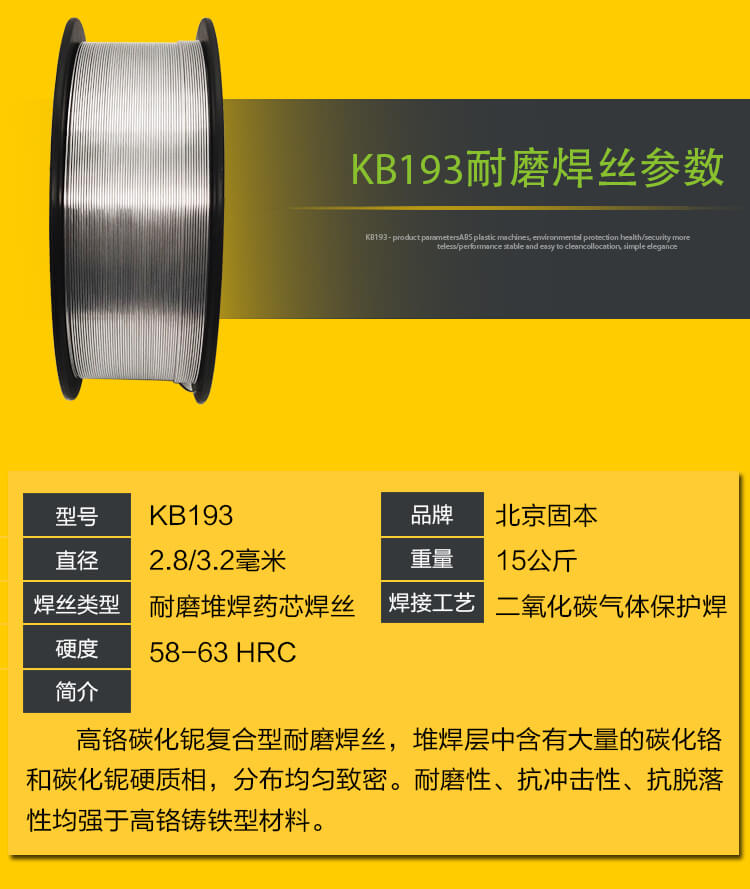 KB193耐磨焊丝参数
KB193 - product parametersABS plastic machines, environmental protection health/security more
teless/performance stable and easy to cleancollocation, simple elegance
型号 KB193 品牌 北京固本
直径 2.8/3.2毫米 重量 15公斤
焊丝类型 耐磨堆焊药芯焊丝 焊接工艺 二氧化碳气体保护焊
硬度 58-63 HRC
简介
高铬碳化铌复合型耐磨焊丝，堆焊层中含有大量的碳化铬
和碳化铌硬质相，分布均匀致密。耐磨性、抗冲击性、抗脱落
性均强于高铬铸铁型材料。